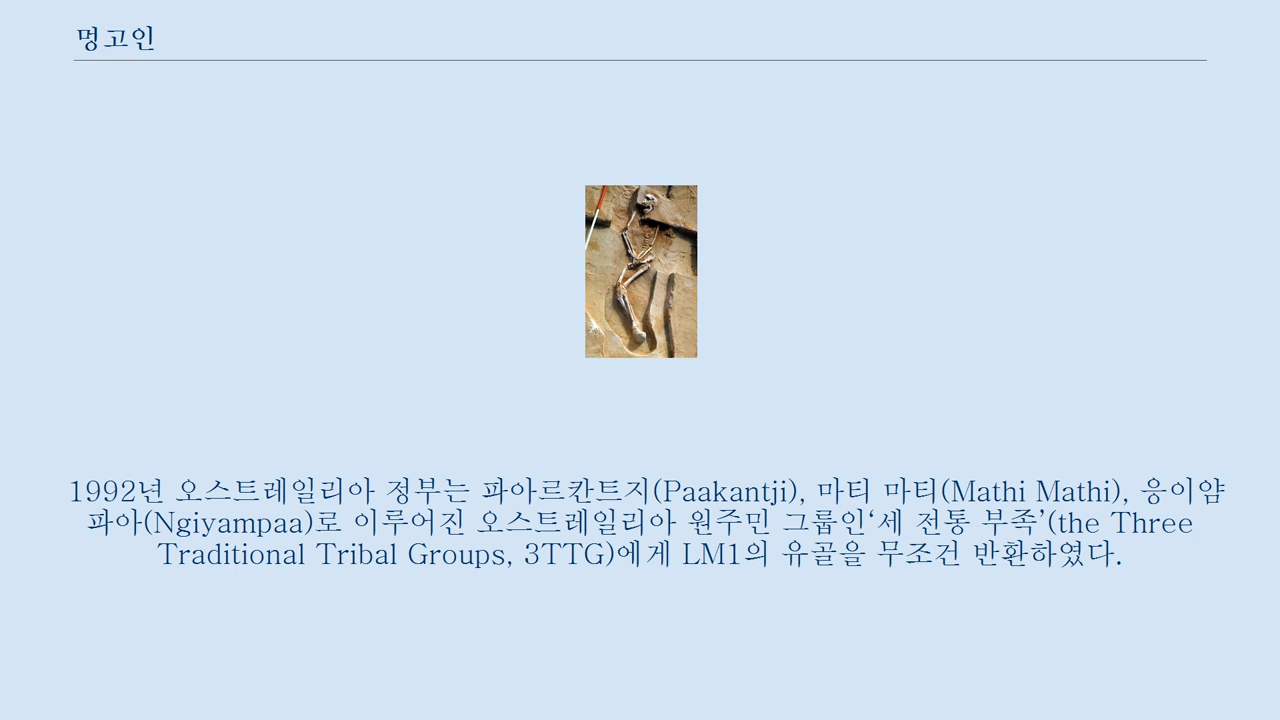 멍고인
1992년 오스트레일리아 정부는 파아르칸트지(Paakantji), 마티 마티(Mathi Mathi), 응이얌
파아(Ngiyampaa)로 이루어진 오스트레일리아 원주민 그룹인‘세 전통 부족’(the Three
Traditional Tribal Groups, 3TTG)에게 LM1의 유골을 무조건 반환하였다.